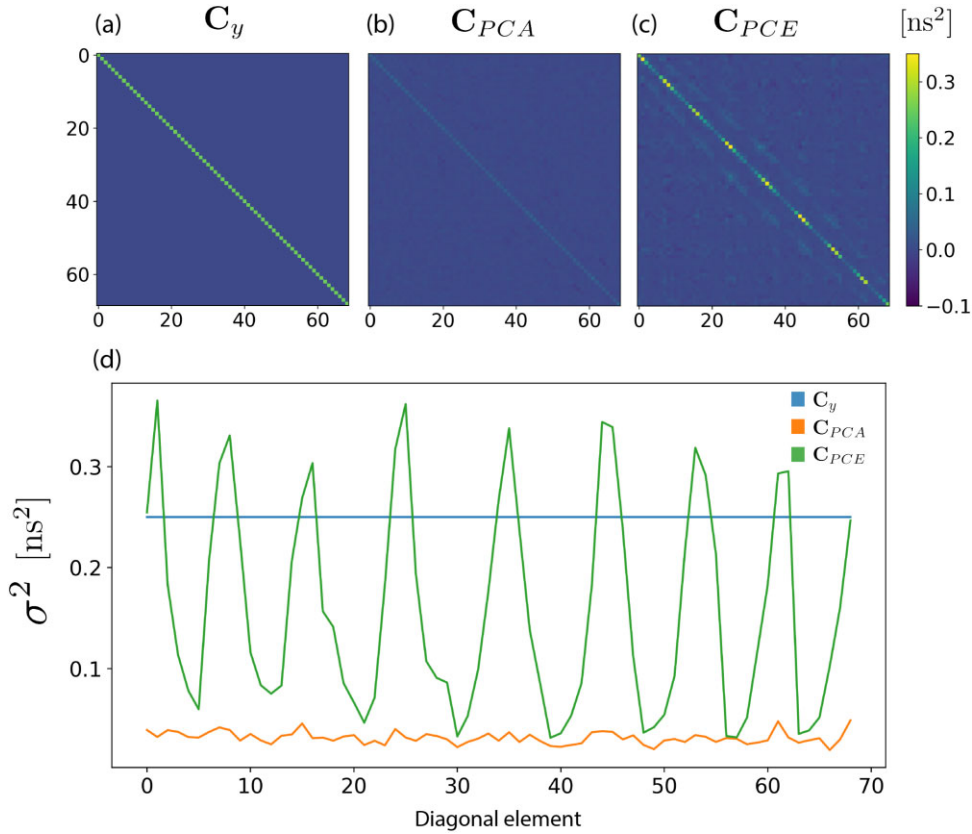 (a) C_y (b) C_PCA (c) C_PCE [ns²]
0 20 40 60
0 20 40 60
0 20 40 60
0 20 40 60
0.3
0.2
0.1
0.0
−0.1
(d)
C_y
C_PCA
C_PCE
σ² [ns²]
0.3
0.2
0.1
0 10 20 30 40 50 60 70
Diagonal element